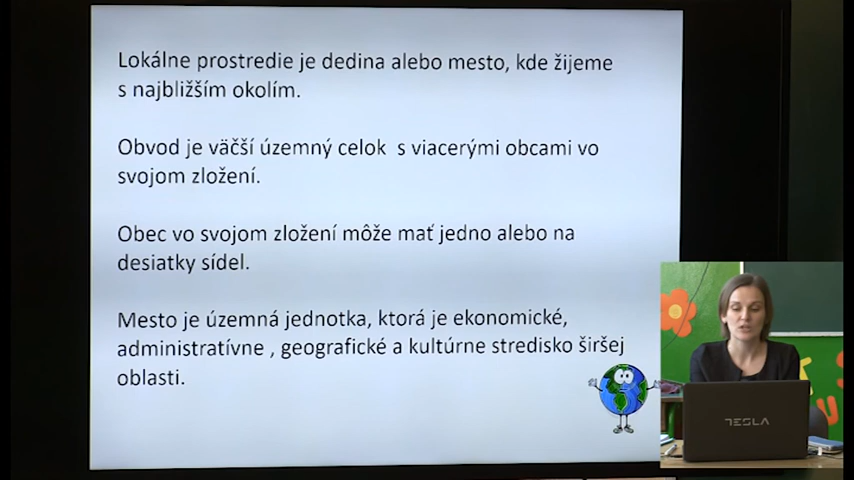 Lokálne prostredie je dedina alebo mesto, kde žijeme
s najbližším okolím.
Obvod je väčší územný celok s viacerými obcami vo
svojom zložení.
Obec vo svojom zložení môže mať jedno alebo na
desiatky sídel.
Mesto je územná jednotka, ktorá je ekonomické,
administratívne , geografické a kultúrne stredisko širšej
oblasti.
TESLA